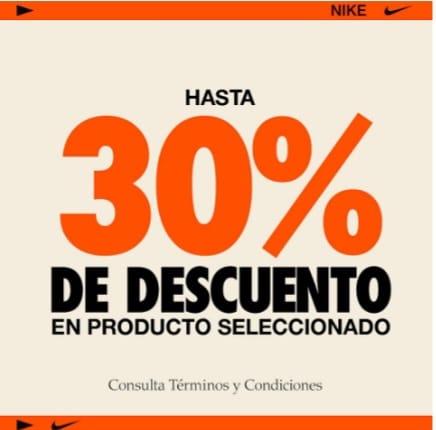 NIKE
HASTA
30%
DE DESCUENTO
EN PRODUCTO SELECCIONADO
Consulta Términos y Condiciones